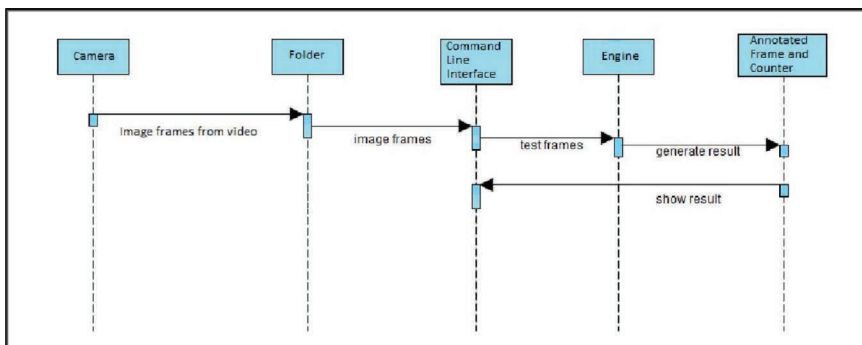 Camera
Folder
Command
Line
Interface
Engine
Annotated
Frame and
Counter
Image frames from video
image frames
test frames
generate result
show result